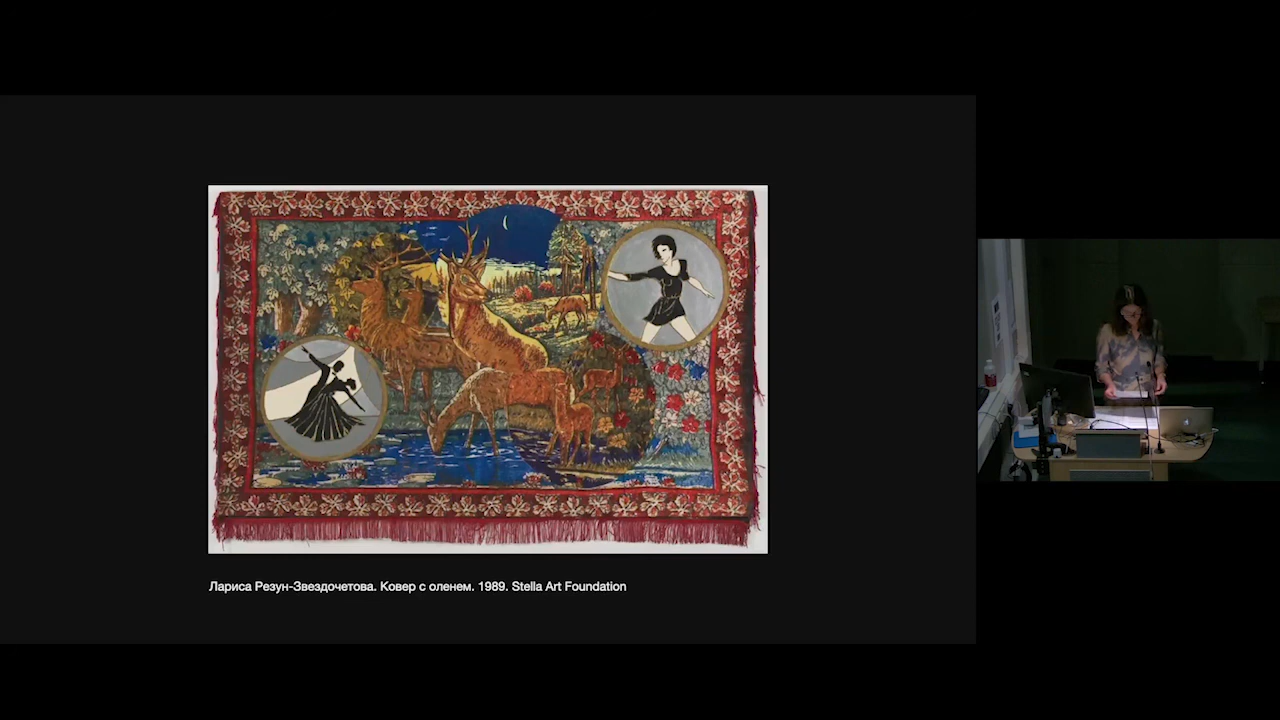 Лариса Резун-Звездочетова. Ковер с оленем. 1989. Stella Art Foundation